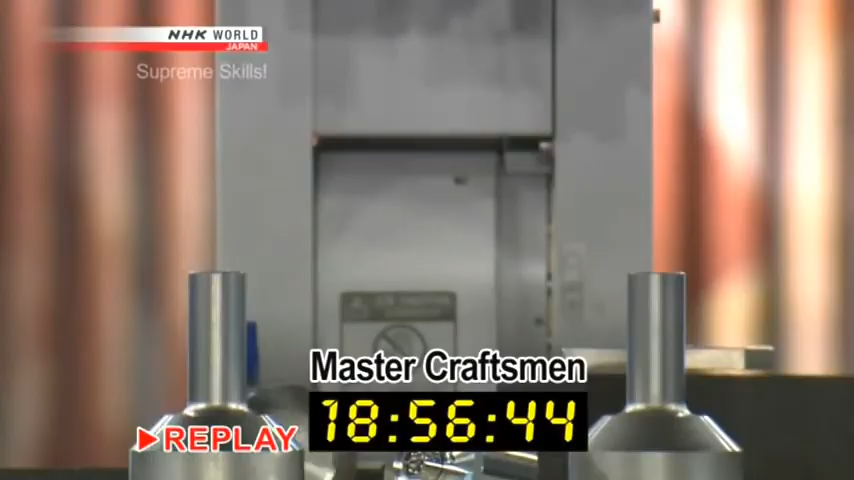 NHK WORLD
JAPAN
Supreme Skills!
Master Craftsmen
18:56:44
REPLAY